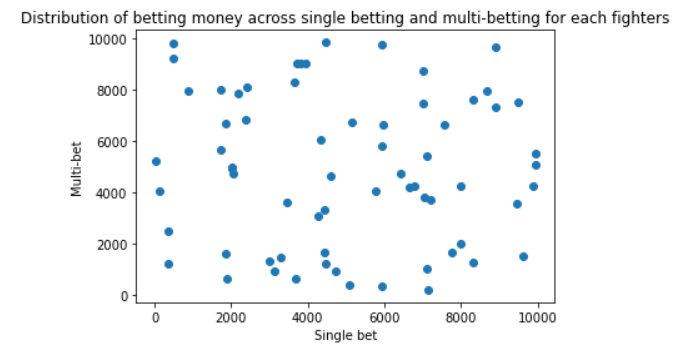 Distribution of betting money across single betting and multi-betting for each fighters
10000
8000
6000
4000
2000
0
Multi-bet
0 2000 4000 6000 8000 10000
Single bet